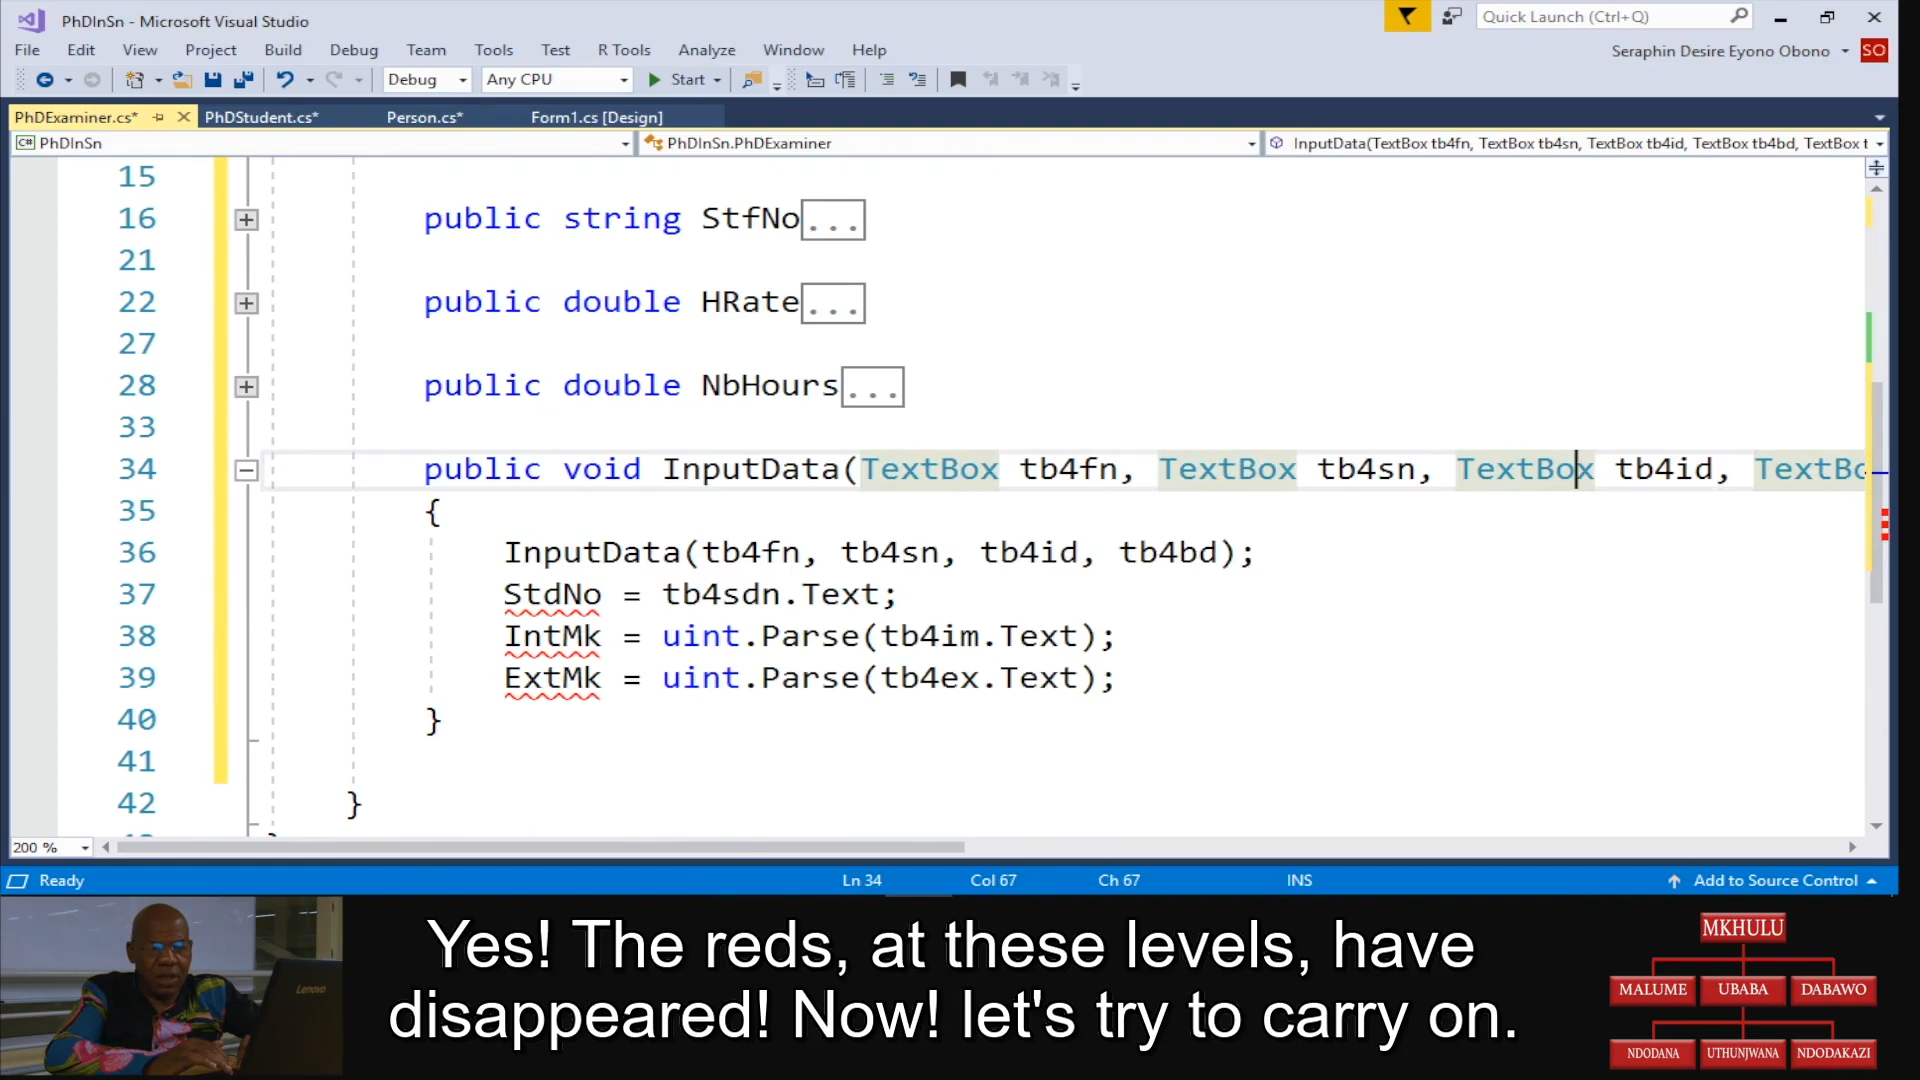 PhDInSn - Microsoft Visual Studio
Quick Launch (Ctrl+Q)
File Edit View Project Build Debug Team Tools Test R Tools Analyze Window Help
Seraphin Desire Eyono Obono SO
Debug Any CPU Start
PhDExaminer.cs* PhDStudent.cs* Person.cs* Form1.cs [Design]
C# PhDInSn PhDInSn.PhDExaminer InputData(TextBox tb4fn, TextBox tb4sn, TextBox tb4id, TextBox tb4bd, TextBox t
15
16 public string StfNo...
21
22 public double HRate...
27
28 public double NbHours...
33
34 public void InputData(TextBox tb4fn, TextBox tb4sn, TextBox tb4id, TextBo
35 {
36 InputData(tb4fn, tb4sn, tb4id, tb4bd);
37 StdNo = tb4sdn.Text;
38 IntMk = uint.Parse(tb4im.Text);
39 ExtMk = uint.Parse(tb4ex.Text);
40 }
41
42 }
200 %
Ready Ln 34 Col 67 Ch 67 INS Add to Source Control
Lenovo
Yes! The reds, at these levels, have
disappeared! Now! let's try to carry on.
MKHULU
MALUME UBABA DABAWO
NDODANA UTHUNJWANA NDODAKAZI